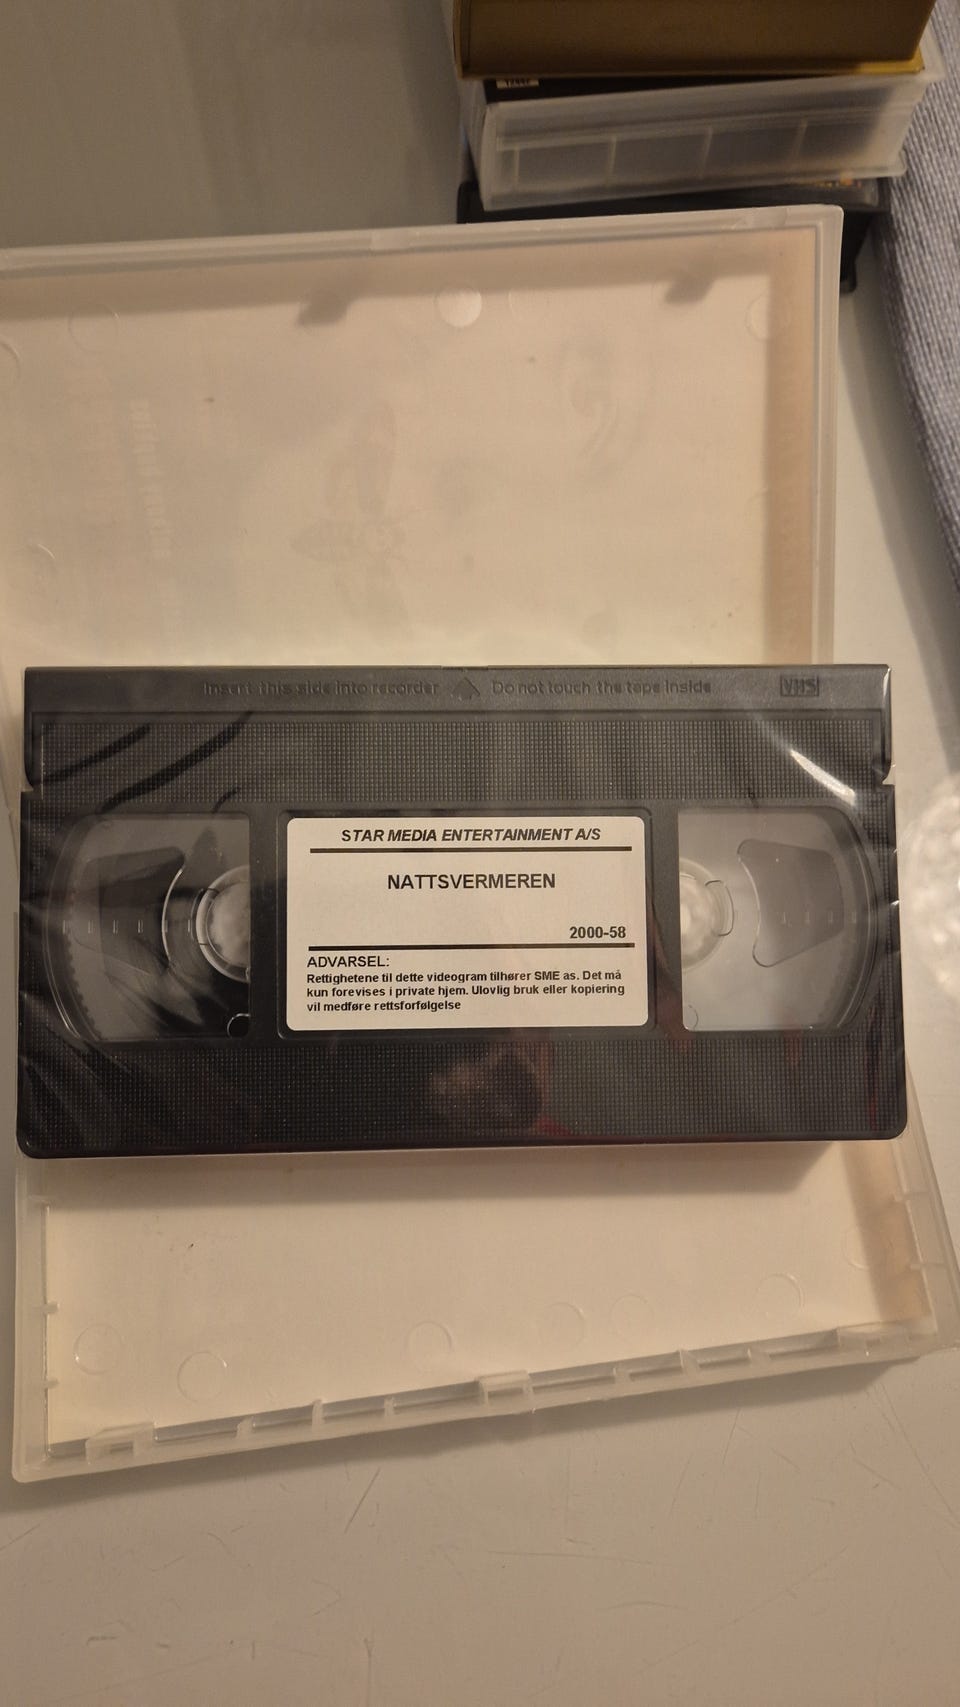 Insert this side into recorder Do not touch the tape inside VHS
STAR MEDIA ENTERTAINMENT A/S
NATTSVERMEREN
2000-58
ADVARSEL:
Rettighetene til dette videogram tilhører SME as. Det må
kun forevises i private hjem. Ulovlig bruk eller kopiering
vil medføre rettsforfølgelse